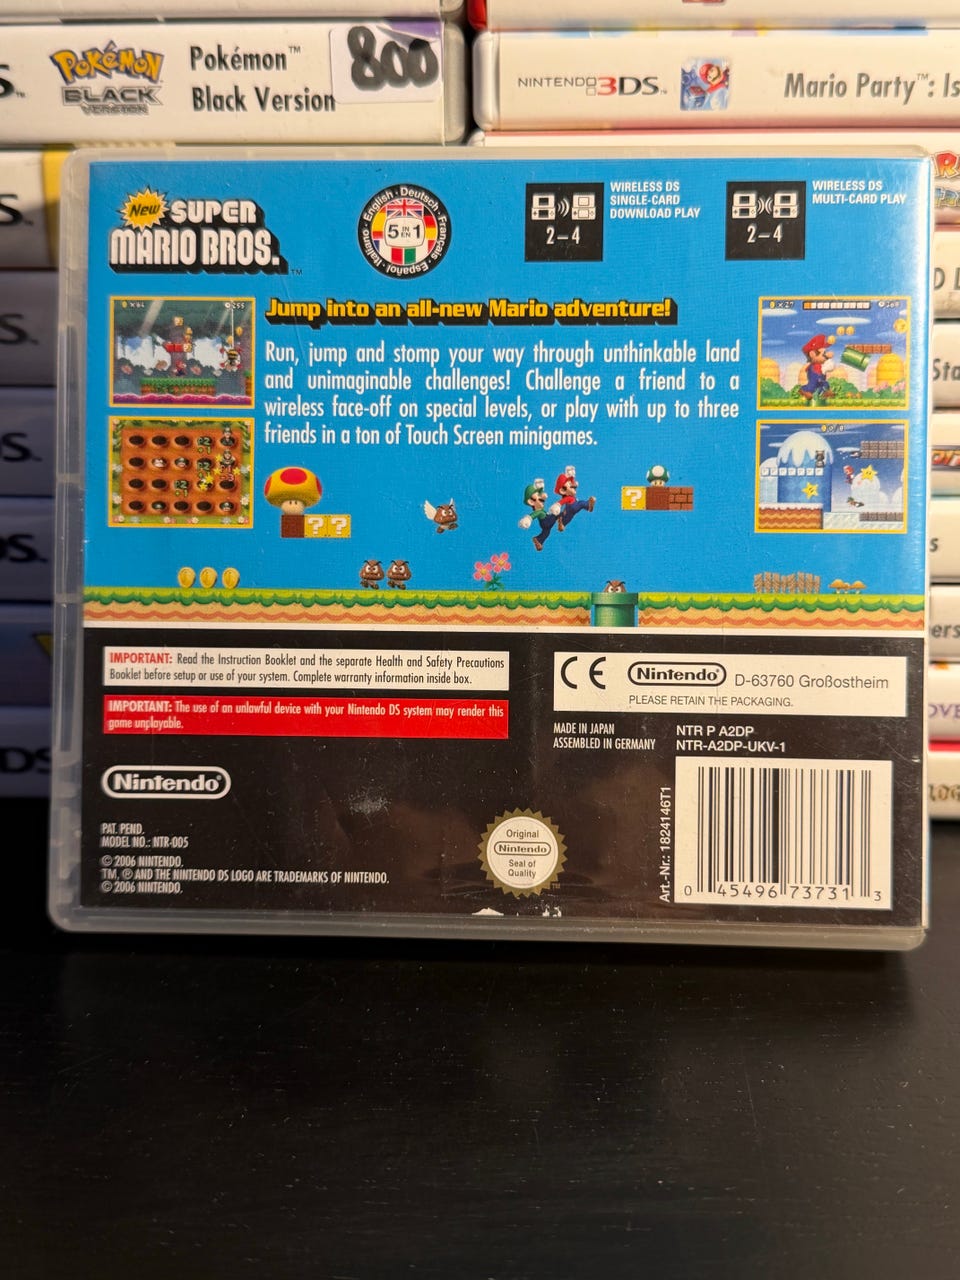 POKÉMON
BLACK
VERSION
Pokémon™
Black Version
800
NINTENDO 3DS™
Mario Party™: Is
New SUPER
MARIO BROS.™
English · Deutsch · Français · Español · Italiano
5 IN EN 1
2–4
WIRELESS DS
SINGLE-CARD
DOWNLOAD PLAY
2–4
WIRELESS DS
MULTI-CARD PLAY
Jump into an all-new Mario adventure!
Run, jump and stomp your way through unthinkable land
and unimaginable challenges! Challenge a friend to a
wireless face-off on special levels, or play with up to three
friends in a ton of Touch Screen minigames.
IMPORTANT: Read the Instruction Booklet and the separate Health and Safety Precautions
Booklet before setup or use of your system. Complete warranty information inside box.
IMPORTANT: The use of an unlawful device with your Nintendo DS system may render this
game unplayable.
CE
Nintendo®
D-63760 Großostheim
PLEASE RETAIN THE PACKAGING.
MADE IN JAPAN
ASSEMBLED IN GERMANY
NTR P A2DP
NTR-A2DP-UKV-1
Nintendo®
PAT. PEND.
MODEL NO.: NTR-005
© 2006 NINTENDO.
TM, ® AND THE NINTENDO DS LOGO ARE TRADEMARKS OF NINTENDO.
© 2006 NINTENDO.
Original
Nintendo®
Seal of
Quality
™
Art.-Nr.: 1824146T1
0 45496 73731 3